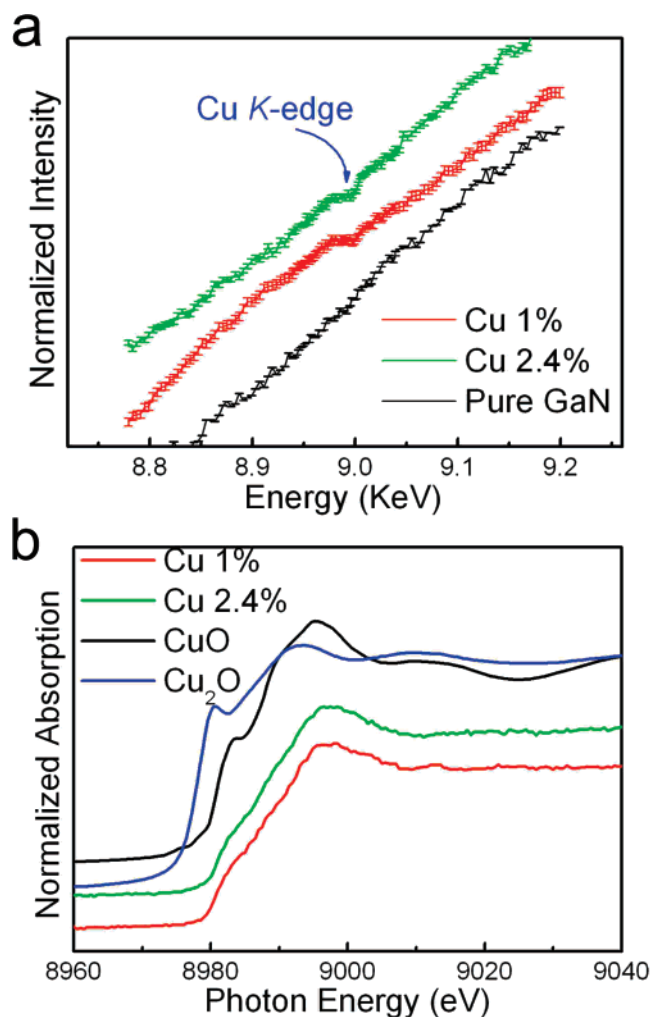 a
Normalized Intensity
Cu K-edge
Cu 1%
Cu 2.4%
Pure GaN
8.8 8.9 9.0 9.1 9.2
Energy (KeV)
b
Normalized Absorption
Cu 1%
Cu 2.4%
CuO
Cu₂O
8960 8980 9000 9020 9040
Photon Energy (eV)